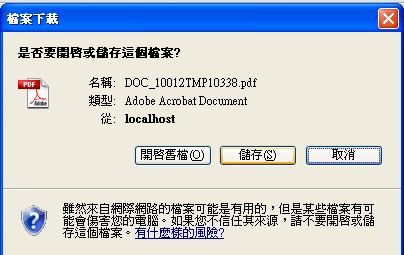 檔案下載
是否要開啟或儲存這個檔案?
PDF
Adobe
名稱: DOC_10012TMP10338.pdf
類型: Adobe Acrobat Document
從: localhost
開啟舊檔(O) 儲存(S) 取消
雖然來自網際網路的檔案可能是有用的，但是某些檔案有可
能會傷害您的電腦。如果您不信任其來源，請不要開啟或儲
存這個檔案。有什麼樣的風險?